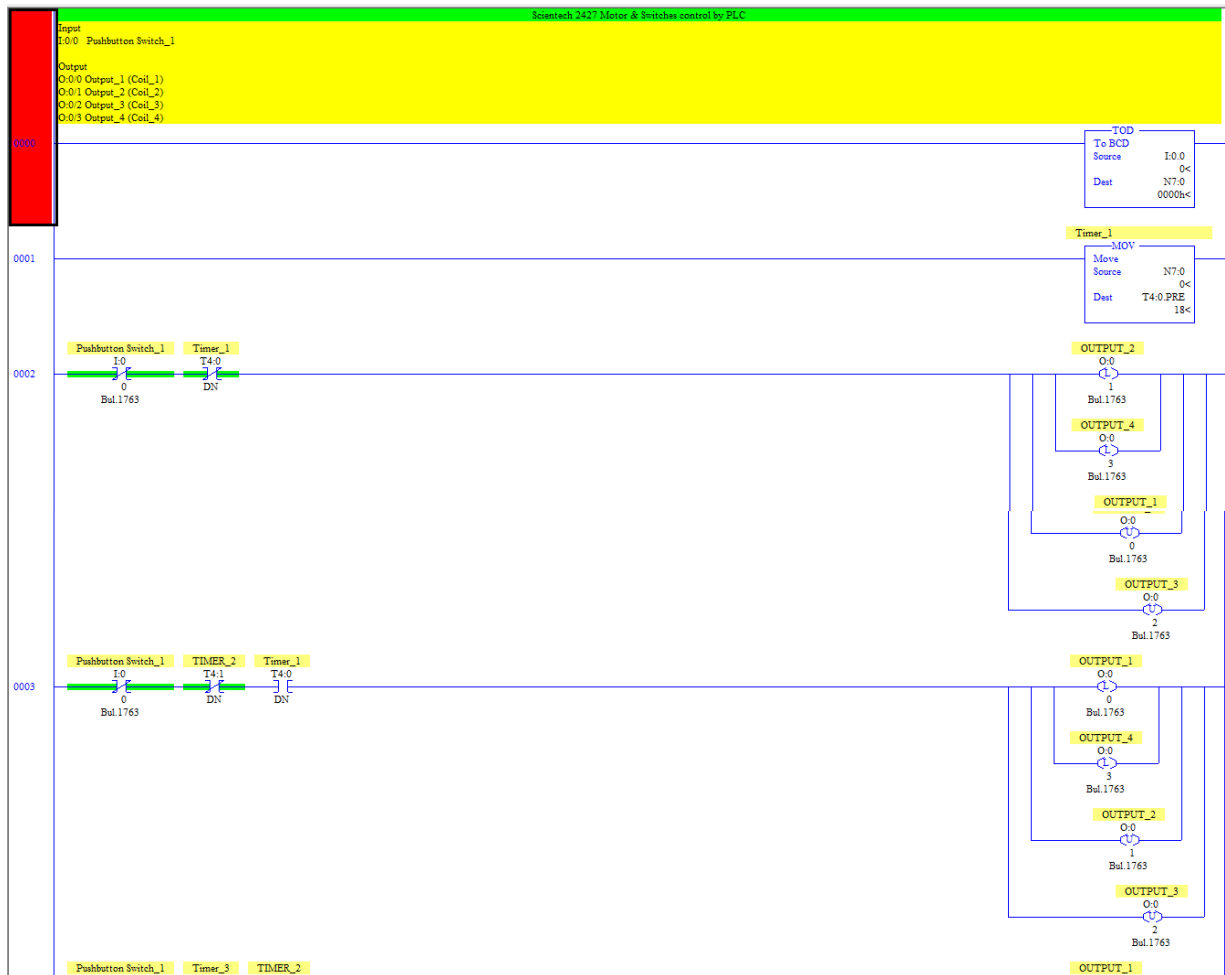 Scientech 2427 Motor & Switches control by PLC
Input
I:0/0 Pushbutton Switch_1
Output
O:0/0 Output_1 (Coil_1)
O:0/1 Output_2 (Coil_2)
O:0/2 Output_3 (Coil_3)
O:0/3 Output_4 (Coil_4)
0000
TOD
To BCD
Source I:0.0
0<
Dest N7:0
0000h<
Timer_1
0001
MOV
Move
Source N7:0
0<
Dest T4:0.PRE
18<
Pushbutton Switch_1 Timer_1 OUTPUT_2
I:0 T4:0 O:0
0002 L
0 DN 1
Bul.1763 Bul.1763
OUTPUT_4
O:0
L
3
Bul.1763
OUTPUT_1
O:0
U
0
Bul.1763
OUTPUT_3
O:0
U
2
Bul.1763
Pushbutton Switch_1 TIMER_2 Timer_1 OUTPUT_1
I:0 T4:1 T4:0 O:0
0003 L
0 DN DN 0
Bul.1763 Bul.1763
OUTPUT_4
O:0
L
3
Bul.1763
OUTPUT_2
O:0
U
1
Bul.1763
OUTPUT_3
O:0
U
2
Bul.1763
Pushbutton Switch_1 Timer_3 TIMER_2 OUTPUT_1